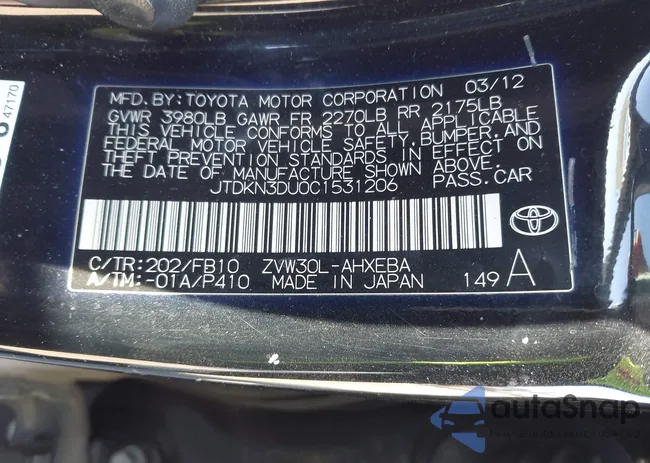 MFD.BY:TOYOTA MOTOR CORPORATION 03/12
GVWR 3980LB GAWR FR 2270LB RR 2175LB
THIS VEHICLE CONFORMS TO ALL APPLICABLE
FEDERAL MOTOR VEHICLE SAFETY,BUMPER,AND
THEFT PREVENTION STANDARDS IN EFFECT ON
THE DATE OF MANUFACTURE SHOWN ABOVE.
JTDKN3DU0C1531206 PASS.CAR
C/TR:202/FB10 ZVW30L-AHXEBA
A/TM:-01A/P410 MADE IN JAPAN 149 A
47170
autoSnap